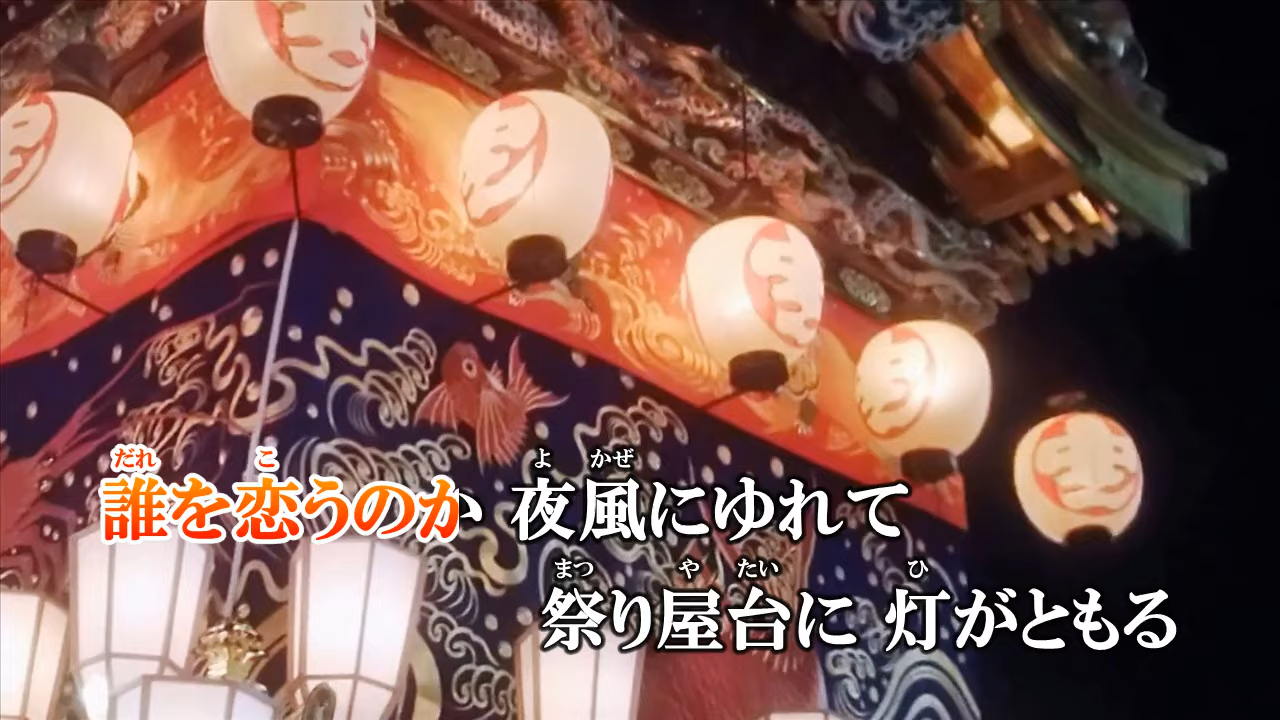 だれ こ よ かぜ
誰を恋うのか 夜風にゆれて
まつ や たい ひ
祭り屋台に 灯がともる